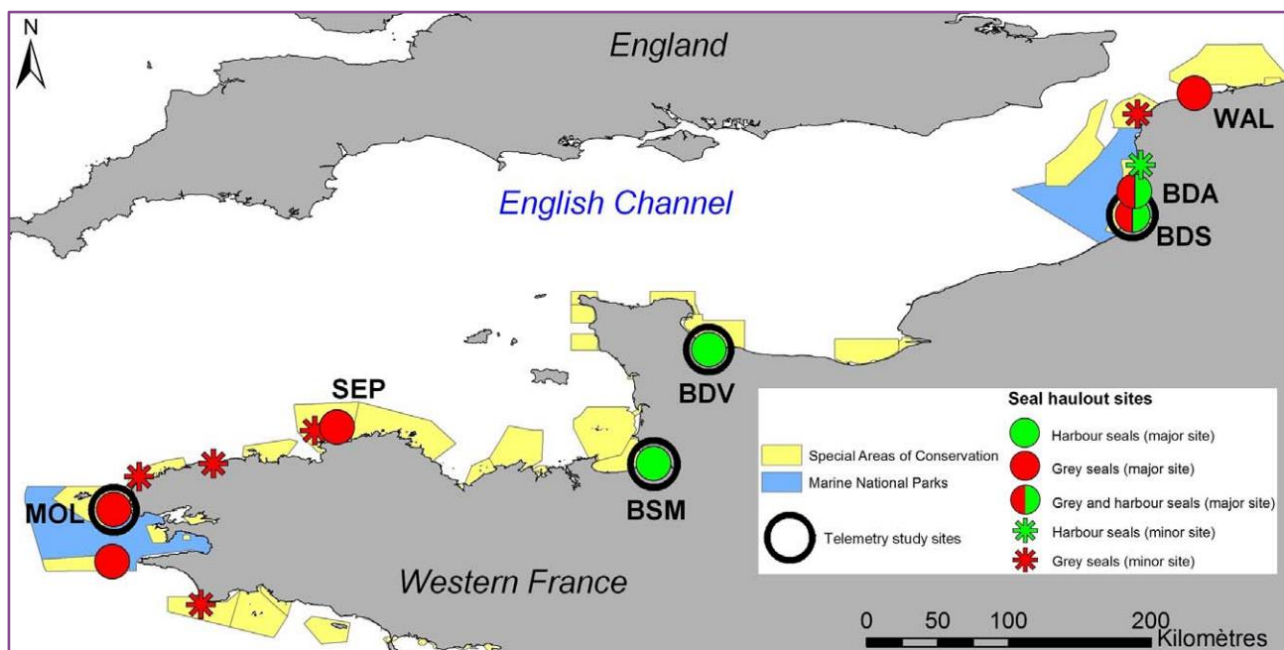 N
England
WAL
English Channel
BDA
BDS
SEP
BDV
MOL
BSM
Western France
Seal haulout sites
Special Areas of Conservation
Marine National Parks
Telemetry study sites
Harbour seals (major site)
Grey seals (major site)
Grey and harbour seals (major site)
Harbour seals (minor site)
Grey seals (minor site)
0 50 100 200
Kilomètres